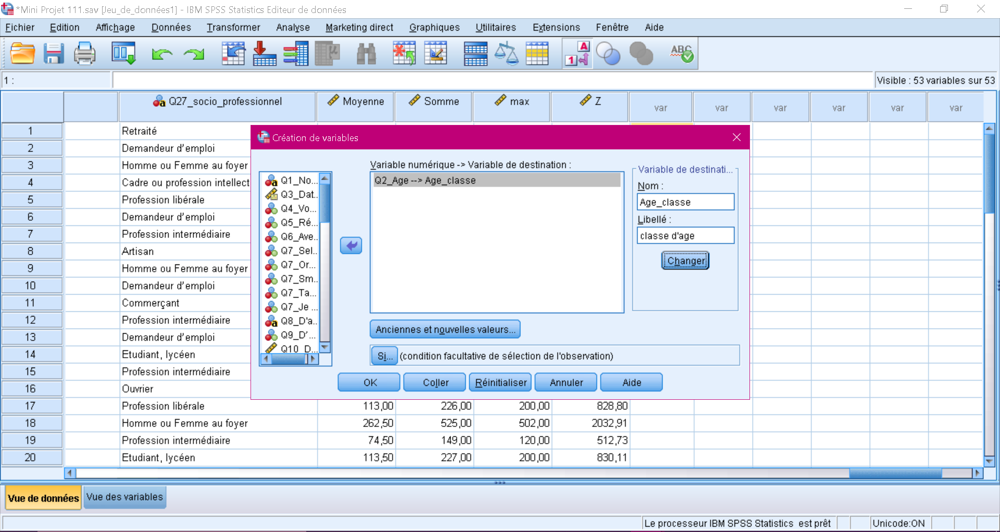 *Mini Projet 111.sav [Jeu_de_données1] - IBM SPSS Statistics Editeur de données
Fichier Edition Affichage Données Transformer Analyse Marketing direct Graphiques Utilitaires Extensions Fenêtre Aide
1 :
Visible : 53 variables sur 53
Q27_socio_professionnel Moyenne Somme max Z var var var var var var
1 Retraité
2 Demandeur d'emploi
3 Homme ou Femme au foyer
4 Cadre ou profession intellect
5 Profession libérale
6 Demandeur d'emploi
7 Profession intermédiaire
8 Artisan
9 Homme ou Femme au foyer
10 Demandeur d'emploi
11 Commerçant
12 Profession intermédiaire
13 Demandeur d'emploi
14 Etudiant, lycéen
15 Profession intermédiaire
16 Ouvrier
17 Profession libérale 113,00 226,00 200,00 828,80
18 Homme ou Femme au foyer 262,50 525,00 502,00 2032,91
19 Profession intermédiaire 74,50 149,00 120,00 512,73
20 Etudiant, lycéen 113,50 227,00 200,00 830,11
Création de variables
Q1_No...
Q3_Dat..
Q4_Vo...
Q5_Ré...
Q6_Ave..
Q7_Sel..
Q7_Or...
Q7_Sm..
Q7_Ta...
Q7_Je ...
Q8_D'a..
Q9_D'...
Q10_D...
Variable numérique -> Variable de destination :
Q2_Age --> Age_classe
Variable de destinati...
Nom :
Age_classe
Libellé :
classe d'age
Changer
Anciennes et nouvelles valeurs...
Si... (condition facultative de sélection de l'observation)
OK Coller Réinitialiser Annuler Aide
Vue de données Vue des variables
Le processeur IBM SPSS Statistics est prêt Unicode:ON